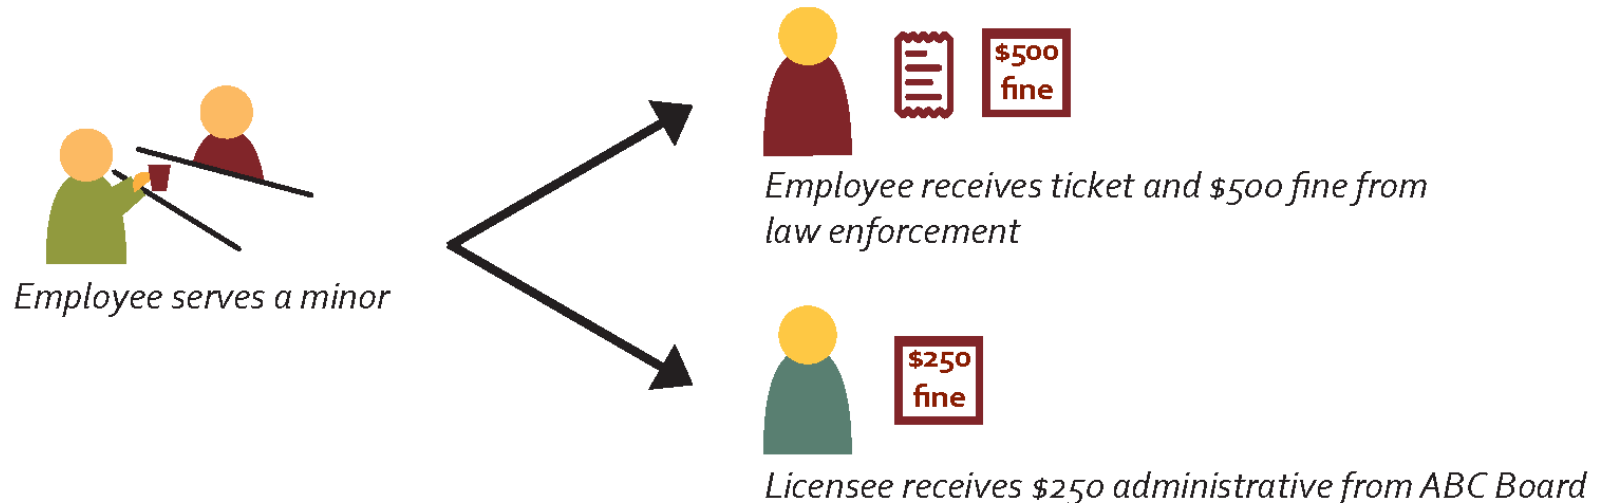 $500
fine
Employee receives ticket and $500 fine from
law enforcement
Employee serves a minor
$250
fine
Licensee receives $250 administrative from ABC Board